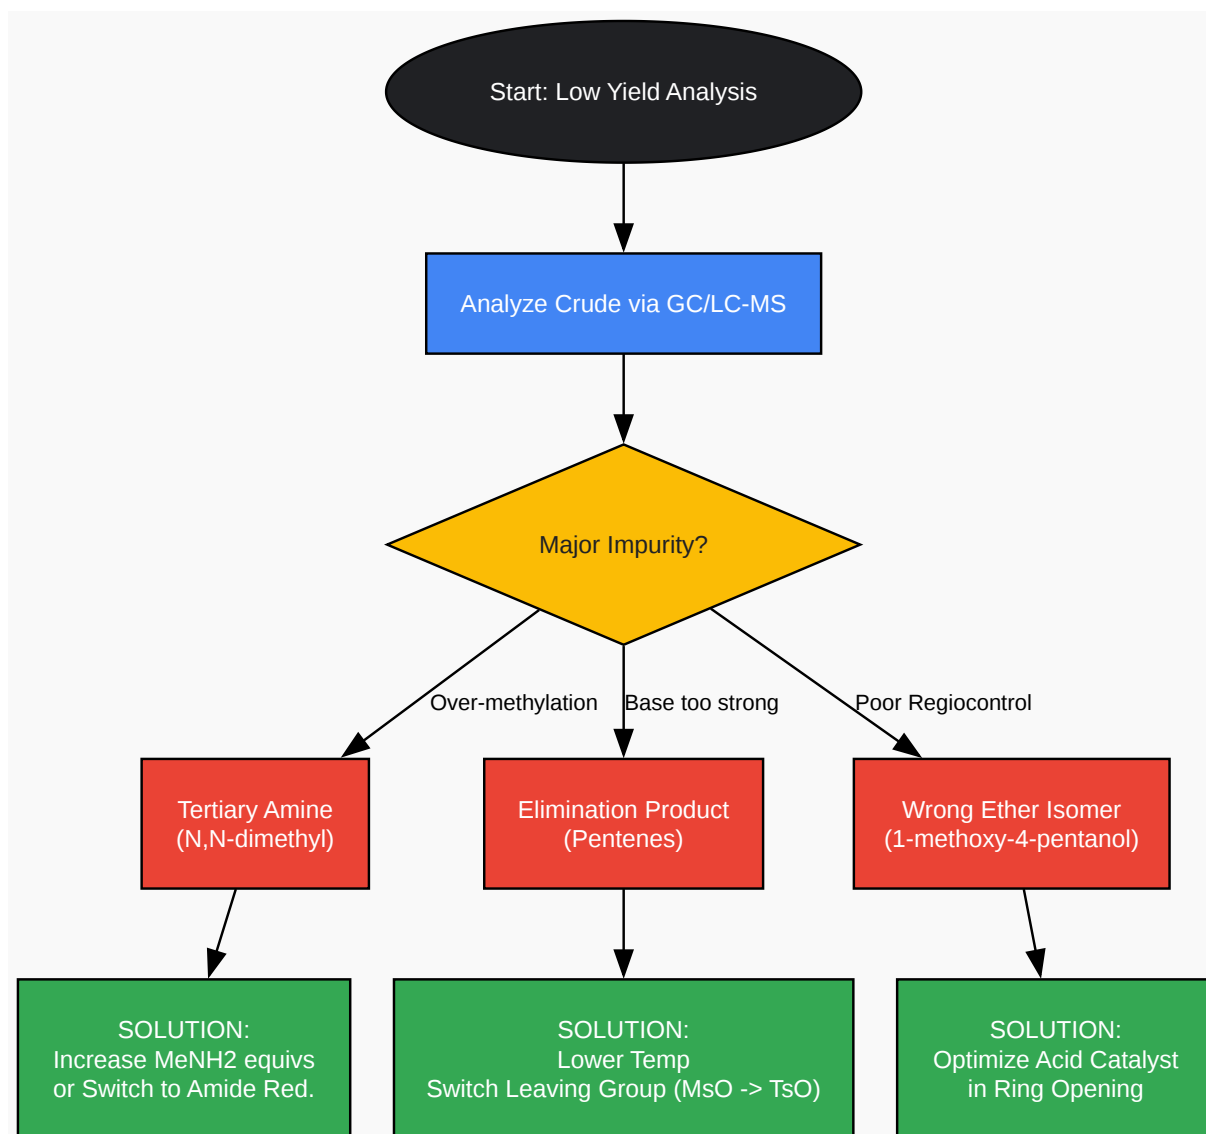 Start: Low Yield Analysis
Analyze Crude via GC/LC-MS
Major Impurity?
Over-methylation
Base too strong
Poor Regiocontrol
Tertiary Amine
(N,N-dimethyl)
Elimination Product
(Pentenes)
Wrong Ether Isomer
(1-methoxy-4-pentanol)
SOLUTION:
Increase MeNH2 equivs
or Switch to Amide Red.
SOLUTION:
Lower Temp
Switch Leaving Group (MsO -> TsO)
SOLUTION:
Optimize Acid Catalyst
in Ring Opening